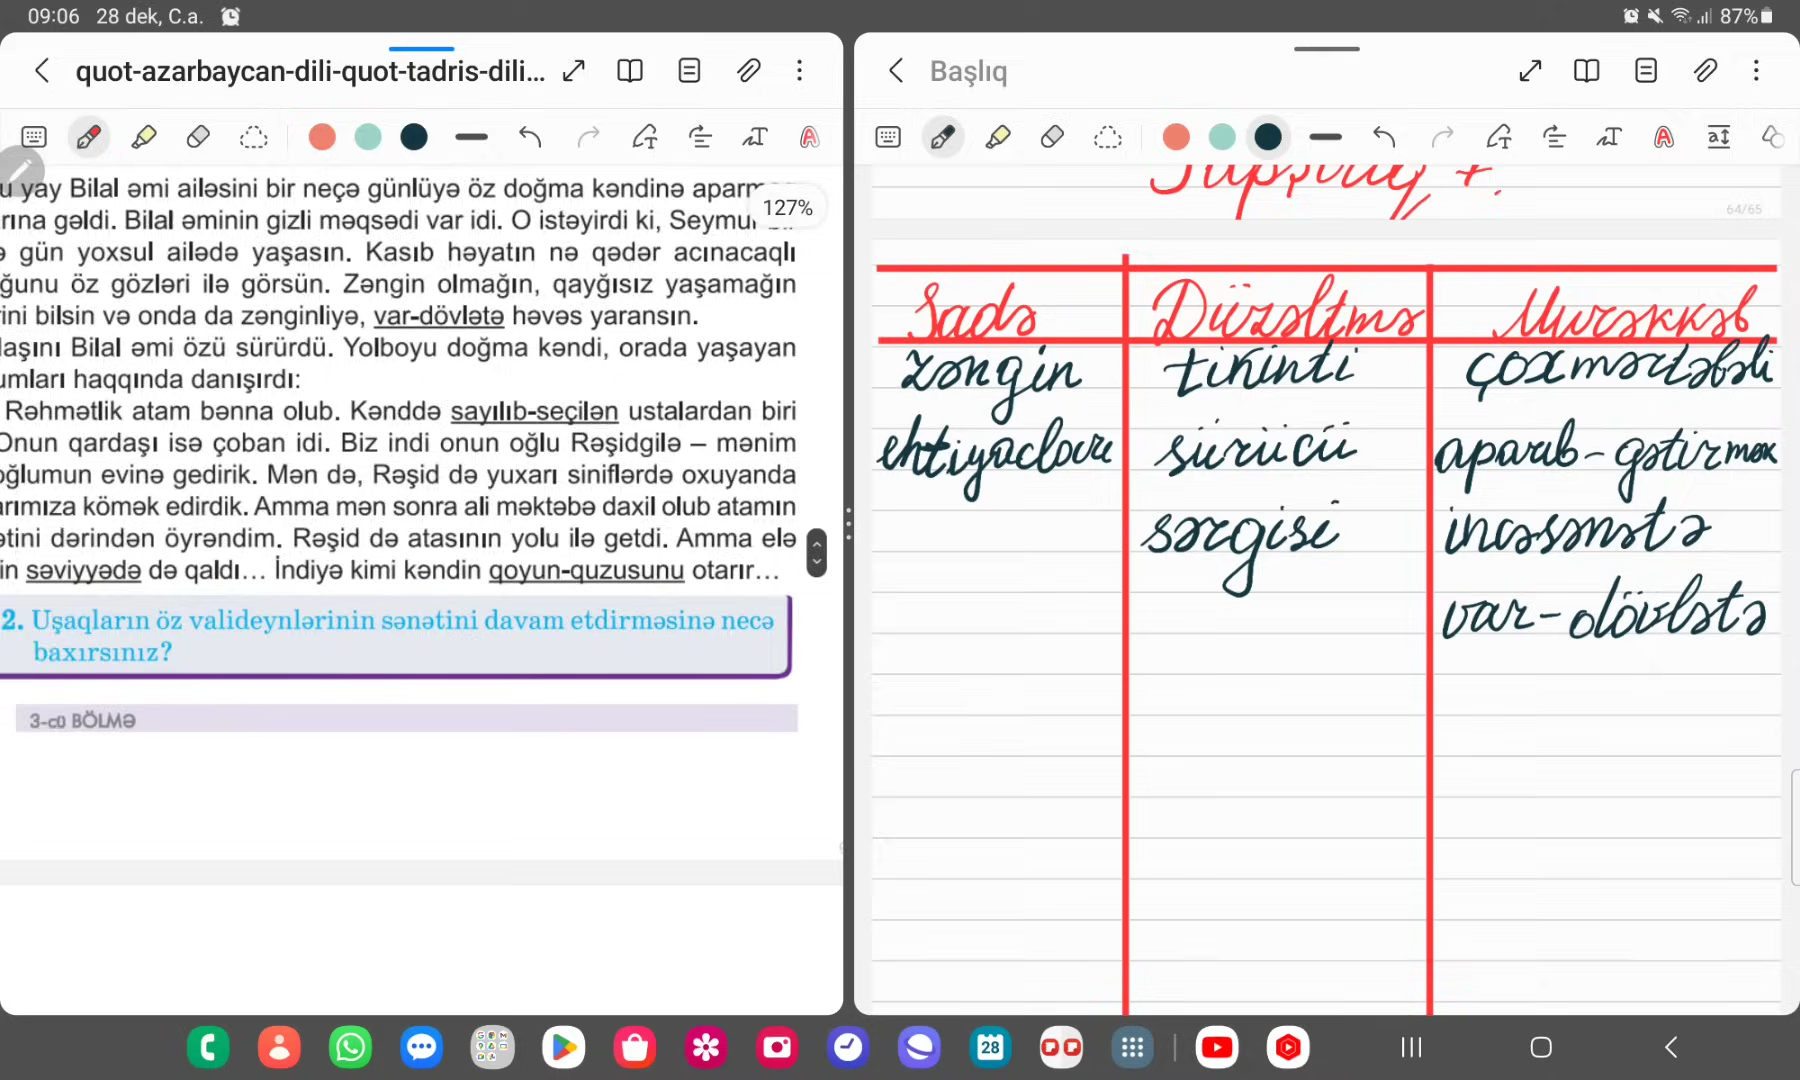 09:06 28 dek, C.a.
87%
quot-azarbaycan-dili-quot-tadris-dili...
u yay Bilal əmi ailəsini bir neçə günlüyə öz doğma kəndinə
rına gəldi. Bilal əminin gizli məqsədi var idi. O istəyirdi ki,
127%
ə gün yoxsul ailədə yaşasın. Kasıb həyatın nə qədər acınacaqlı
ğunu öz gözləri ilə görsün. Zəngin olmağın, qayğısız yaşamağın
rini bilsin və onda da zənginliyə, var-dövlətə həvəs yaransın.
laşını Bilal əmi özü sürürdü. Yolboyu doğma kəndi, orada yaşayan
umları haqqında danışırdı:
Rəhmətlik atam bənna olub. Kənddə sayılıb-seçilən ustalardan biri
Onun qardaşı isə çoban idi. Biz indi onun oğlu Rəşidgilə – mənim
oğlumun evinə gedirik. Mən də, Rəşid də yuxarı siniflərdə oxuyanda
arımıza kömək edirdik. Amma mən sonra ali məktəbə daxil olub atamın
ətini dərindən öyrəndim. Rəşid də atasının yolu ilə getdi. Amma elə
in səviyyədə də qaldı... İndiyə kimi kəndin qoyun-quzusunu otarır...
2. Uşaqların öz valideynlərinin sənətini davam etdirməsinə necə
baxırsınız?
3-cü BÖLMƏ
Başlıq
64/65
Sadə Düzəltmə Mürəkkəb
zəngin tikinti çoxmərtəbəli
sürücü aparıb-gətirmək
sərgisi incəsənətə
var-dövlətə
28